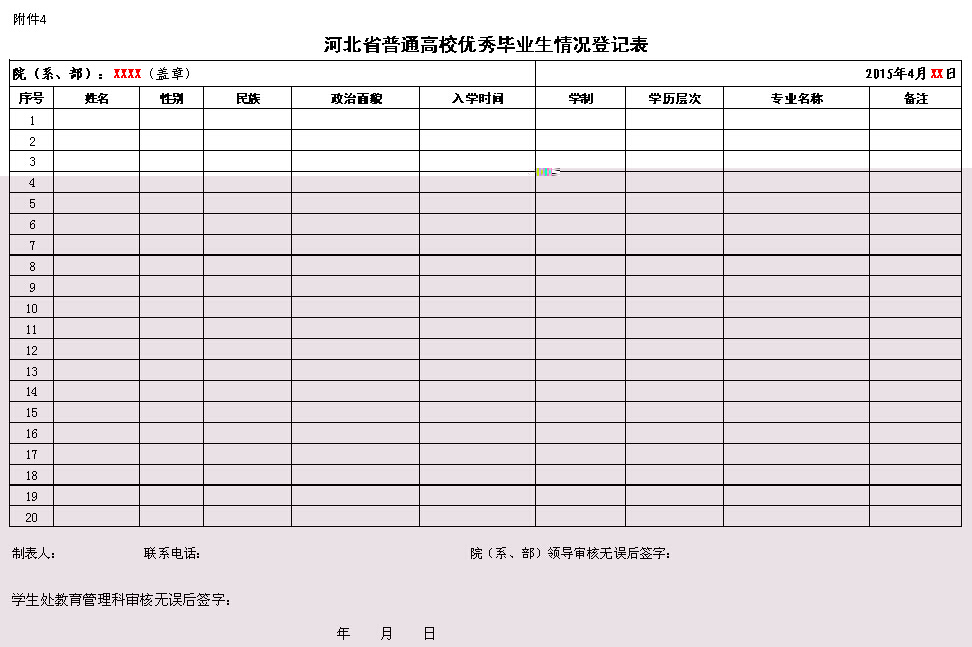 附件4
河北省普通高校优秀毕业生情况登记表
院（系、部）：XXXX（盖章） 2015年4月XX日
序号 姓名 性别 民族 政治面貌 入学时间 学制 学历层次 专业名称 备注
1
2
3
4
5
6
7
8
9
10
11
12
13
14
15
16
17
18
19
20
制表人： 联系电话： 院（系、部）领导审核无误后签字：
学生处教育管理科审核无误后签字：
年 月 日